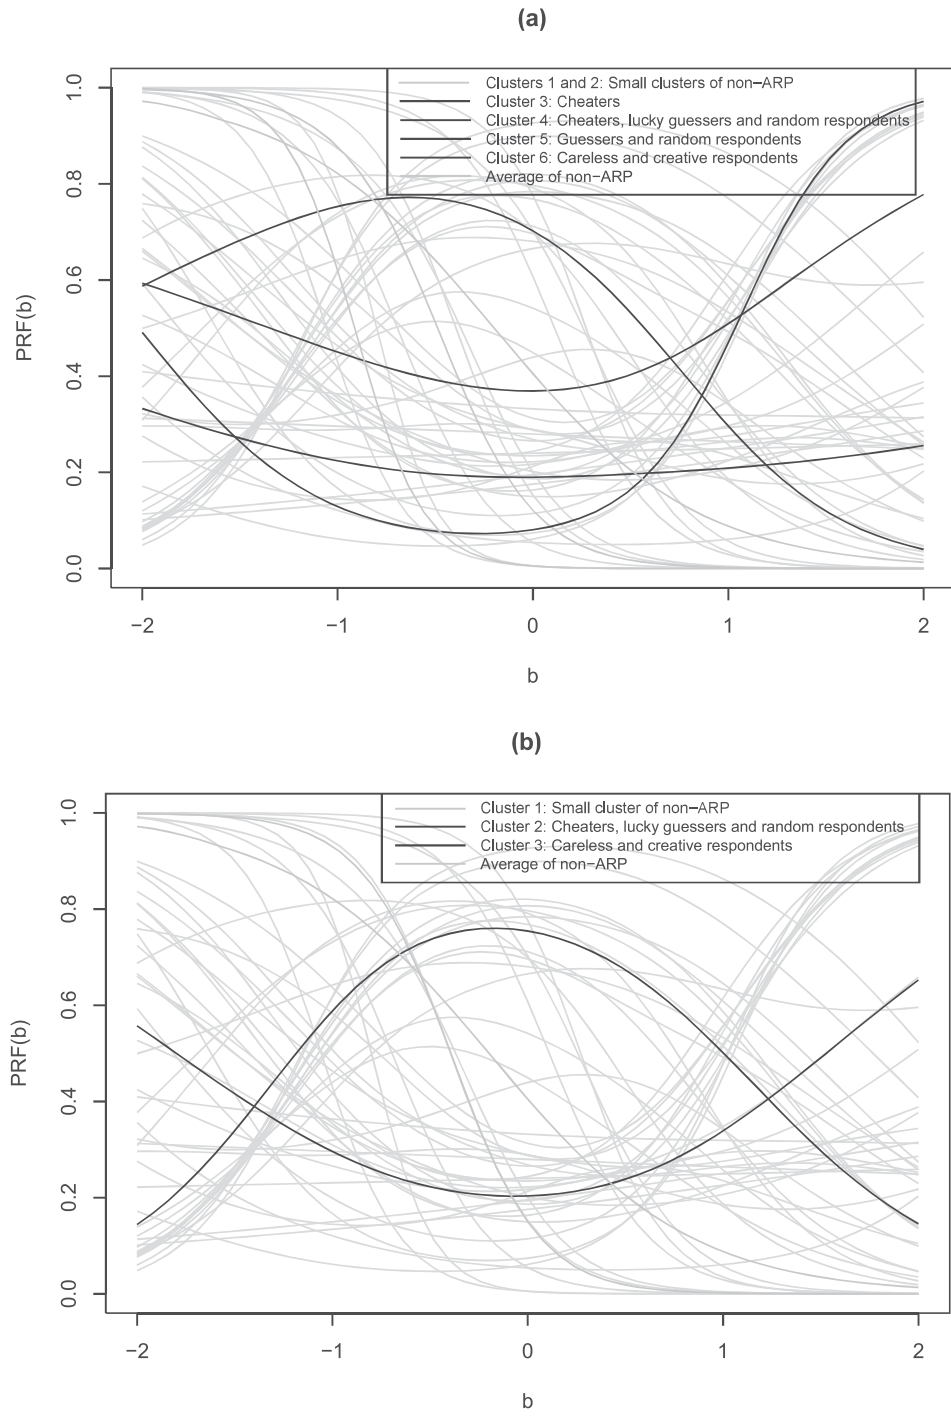 (a)
Clusters 1 and 2: Small clusters of non−ARP
Cluster 3: Cheaters
Cluster 4: Cheaters, lucky guessers and random respondents
Cluster 5: Guessers and random respondents
Cluster 6: Careless and creative respondents
Average of non−ARP
PRF(b)
1.0
0.8
0.6
0.4
0.2
0.0
−2 −1 0 1 2
b
(b)
Cluster 1: Small cluster of non−ARP
Cluster 2: Cheaters, lucky guessers and random respondents
Cluster 3: Careless and creative respondents
Average of non−ARP
PRF(b)
1.0
0.8
0.6
0.4
0.2
0.0
−2 −1 0 1 2
b